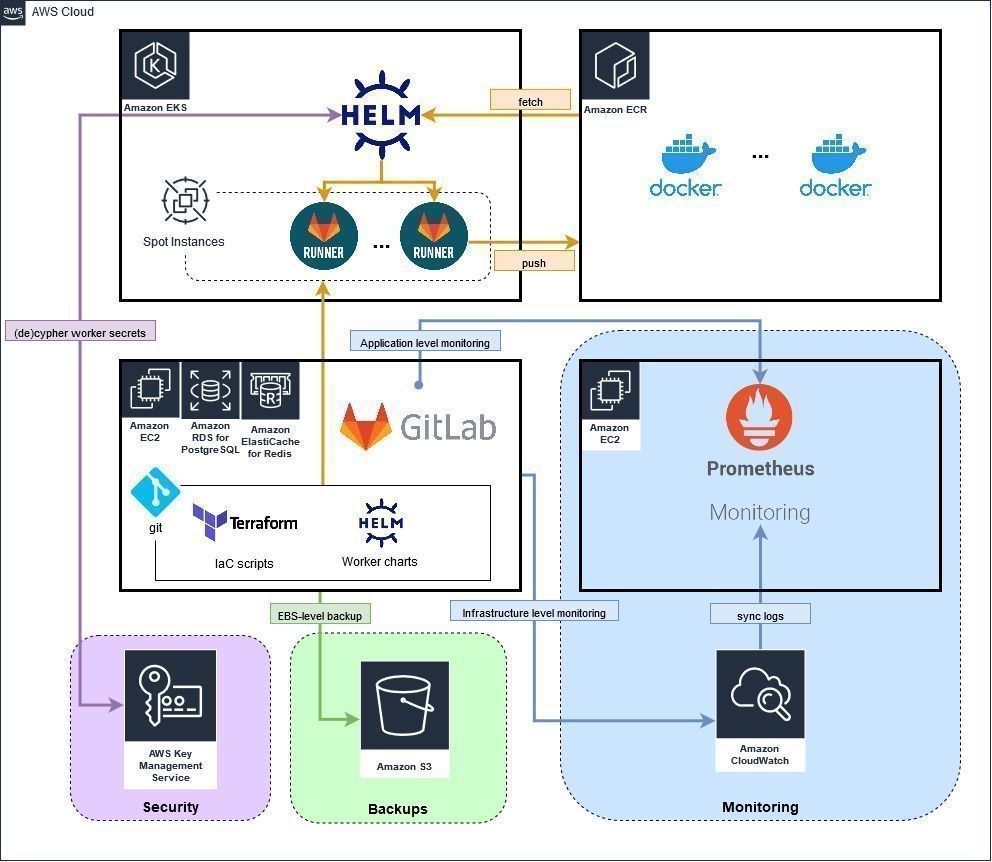 aws
AWS Cloud
Amazon EKS
K
HELM
fetch
Amazon ECR
docker
...
docker
Spot Instances
RUNNER
...
RUNNER
push
(de)cypher worker secrets
Application level monitoring
Amazon
EC2
Amazon
RDS for
PostgreSQL
R
Amazon
ElastiCache
for Redis
GitLab
Amazon
EC2
Prometheus
Monitoring
git
Terraform
IaC scripts
HELM
Worker charts
EBS-level backup
Infrastructure level monitoring
sync logs
AWS Key
Management
Service
Security
Amazon S3
Backups
Amazon
CloudWatch
Monitoring